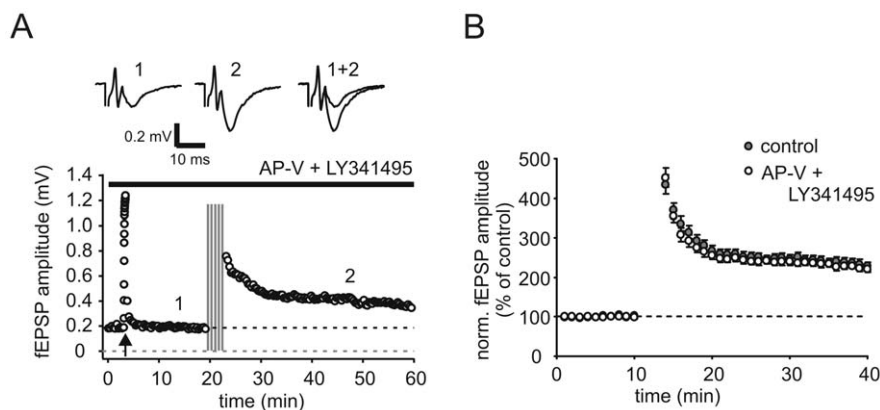 A
1
2
1+2
0.2 mV
10 ms
AP-V + LY341495
fEPSP amplitude (mV)
1.4
1.2
1.0
0.8
0.6
0.4
0.2
0
1
2
0
10
20
30
40
50
60
time (min)
B
control
AP-V +
LY341495
norm. fEPSP amplitude
(% of control)
500
400
300
200
100
0
0
10
20
30
40
time (min)